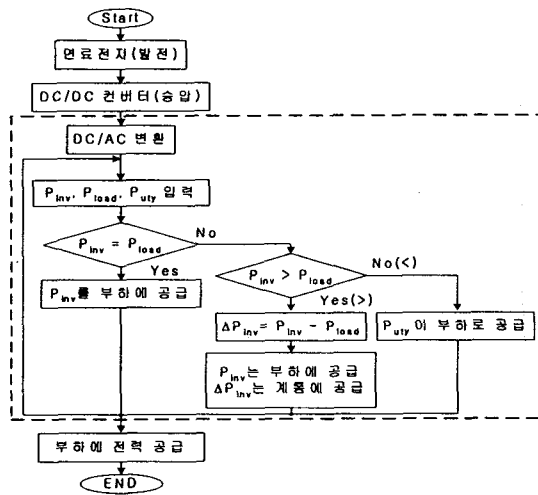 Start
연료전지(발전)
DC/DC 컨버터(승압)
DC/AC 변환
P_inv, P_load, P_uty 입력
P_inv = P_load
No
Yes
P_inv를 부하에 공급
P_inv > P_load
No(<)
Yes(>)
ΔP_inv = P_inv - P_load
P_uty이 부하로 공급
P_inv는 부하에 공급
ΔP_inv는 계통에 공급
부하에 전력 공급
END